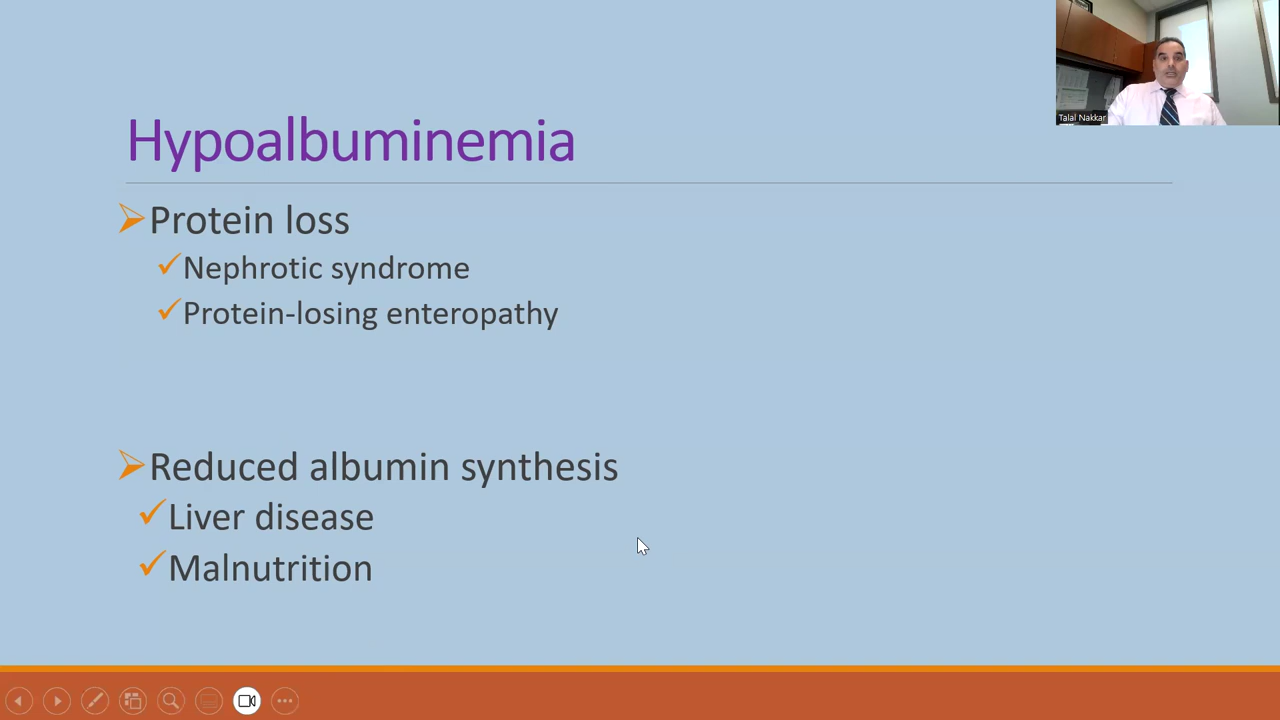 Talal Nakkar
Hypoalbuminemia
Protein loss
Nephrotic syndrome
Protein-losing enteropathy
Reduced albumin synthesis
Liver disease
Malnutrition